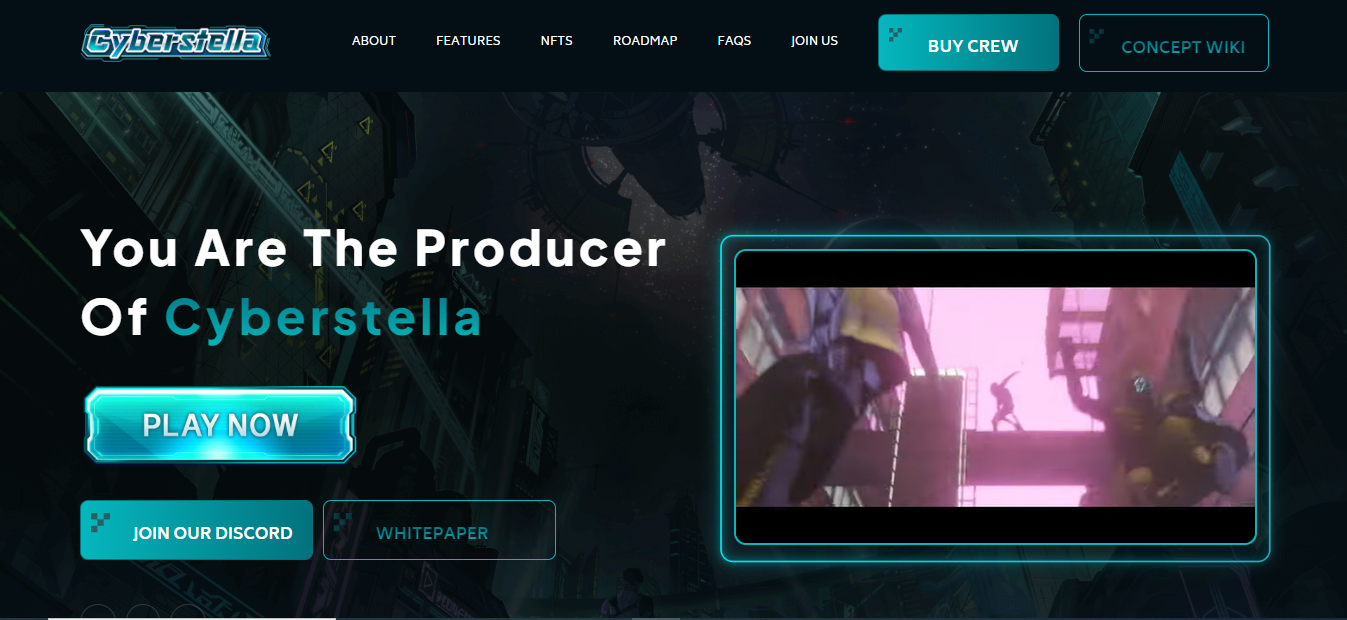 Cyberstella
ABOUT
FEATURES
NFTS
ROADMAP
FAQS
JOIN US
BUY CREW
CONCEPT WIKI
You Are The Producer
Of Cyberstella
PLAY NOW
JOIN OUR DISCORD
WHITEPAPER